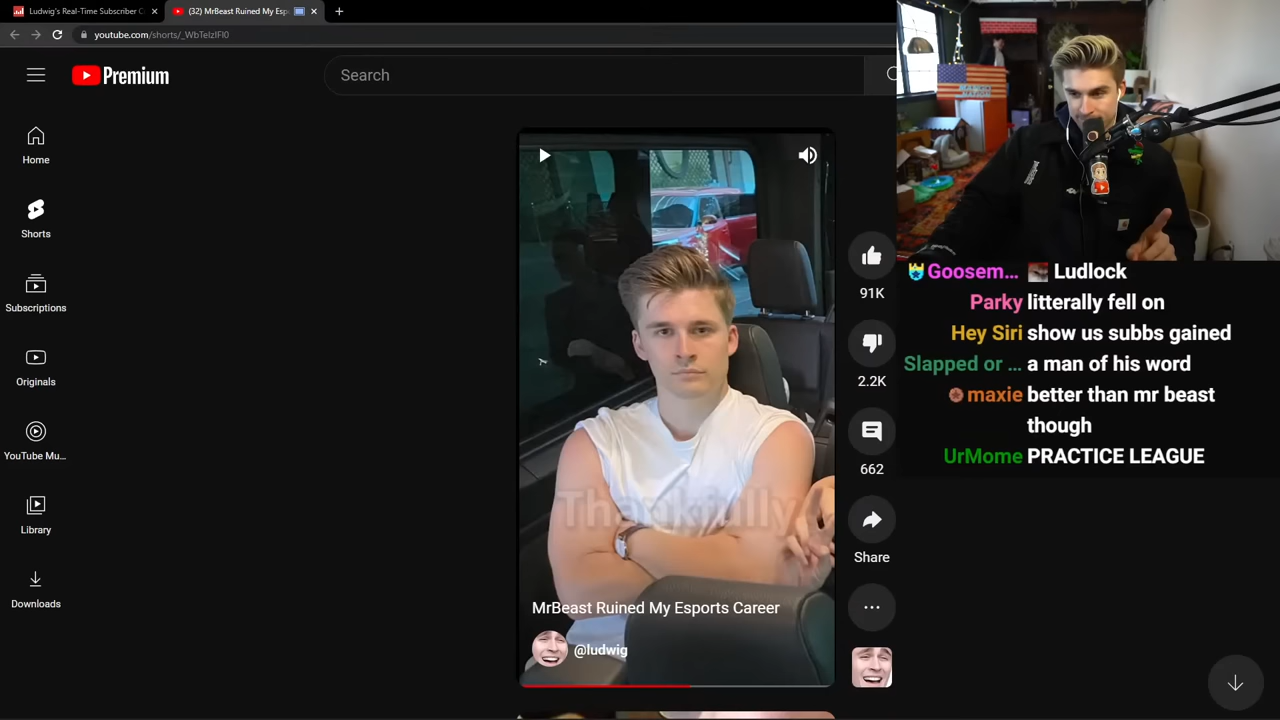 Ludwig's Real-Time Subscriber C
(32) MrBeast Ruined My Esp
youtube.com/shorts/_WbTelzIFl0
Premium
Search
Home
Shorts
Subscriptions
Originals
YouTube Mu...
Library
Downloads
Thankfully
MrBeast Ruined My Esports Career
@ludwig
91K
2.2K
662
Share
Goosem... Ludlock
Parky litterally fell on
Hey Siri show us subbs gained
Slapped or ... a man of his word
maxie better than mr beast
though
UrMome PRACTICE LEAGUE